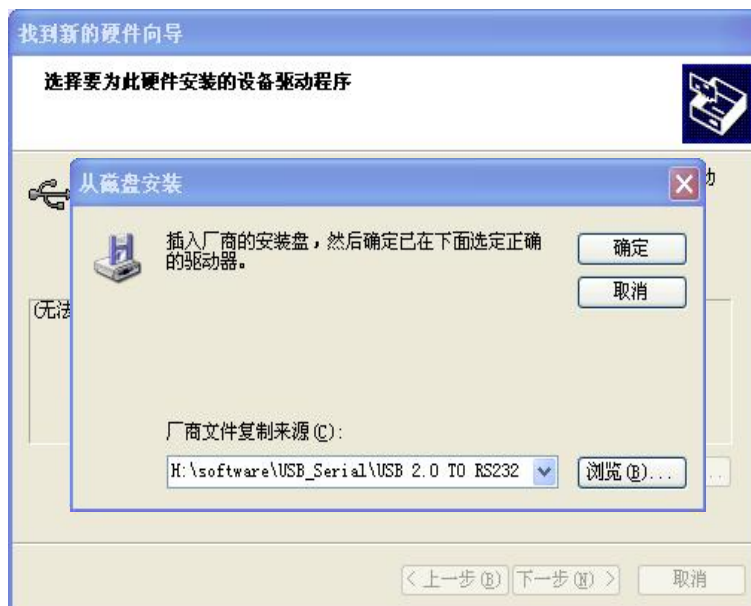 找到新的硬件向导
选择要为此硬件安装的设备驱动程序
动
从磁盘安装
插入厂商的安装盘，然后确定已在下面选定正确
的驱动器。
确定
取消
(无法
厂商文件复制来源(C):
H:\software\USB_Serial\USB 2.0 TO RS232
浏览(B)...
..
< 上一步(B)
下一步(N) >
取消